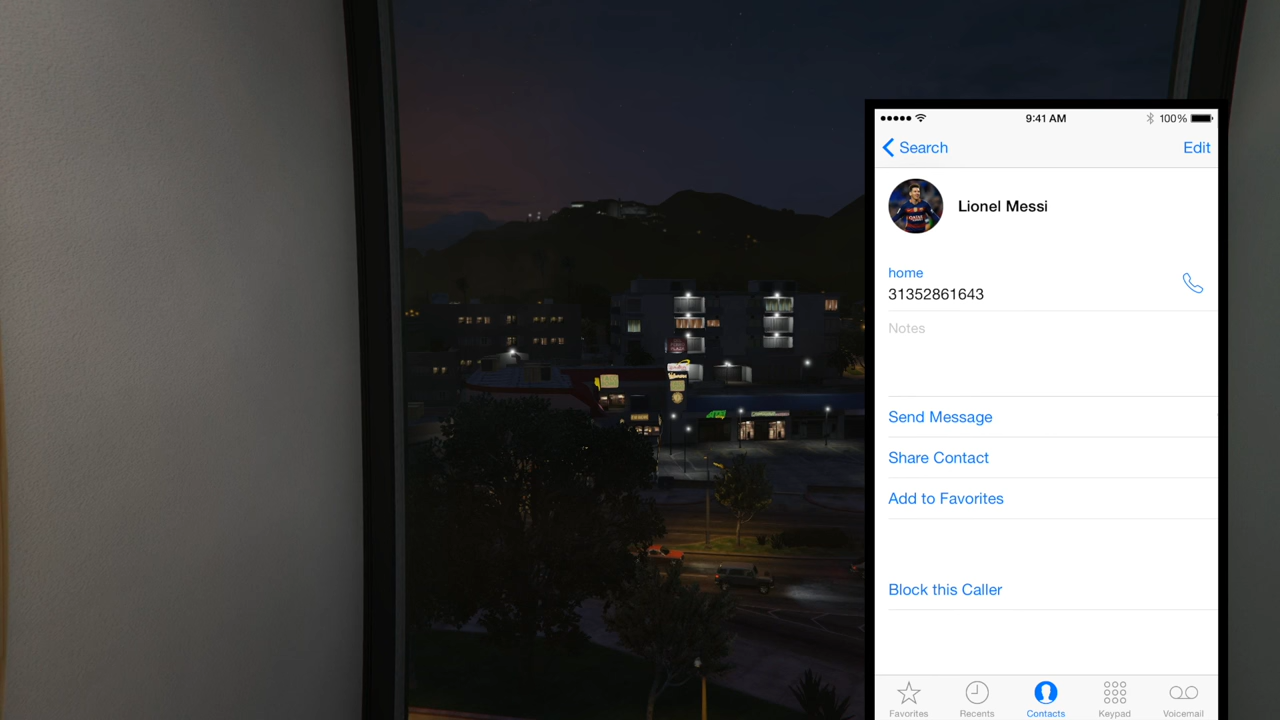 9:41 AM
100%
Search
Edit
Lionel Messi
home
31352861643
Notes
Send Message
Share Contact
Add to Favorites
Block this Caller
Favorites
Recents
Contacts
Keypad
Voicemail